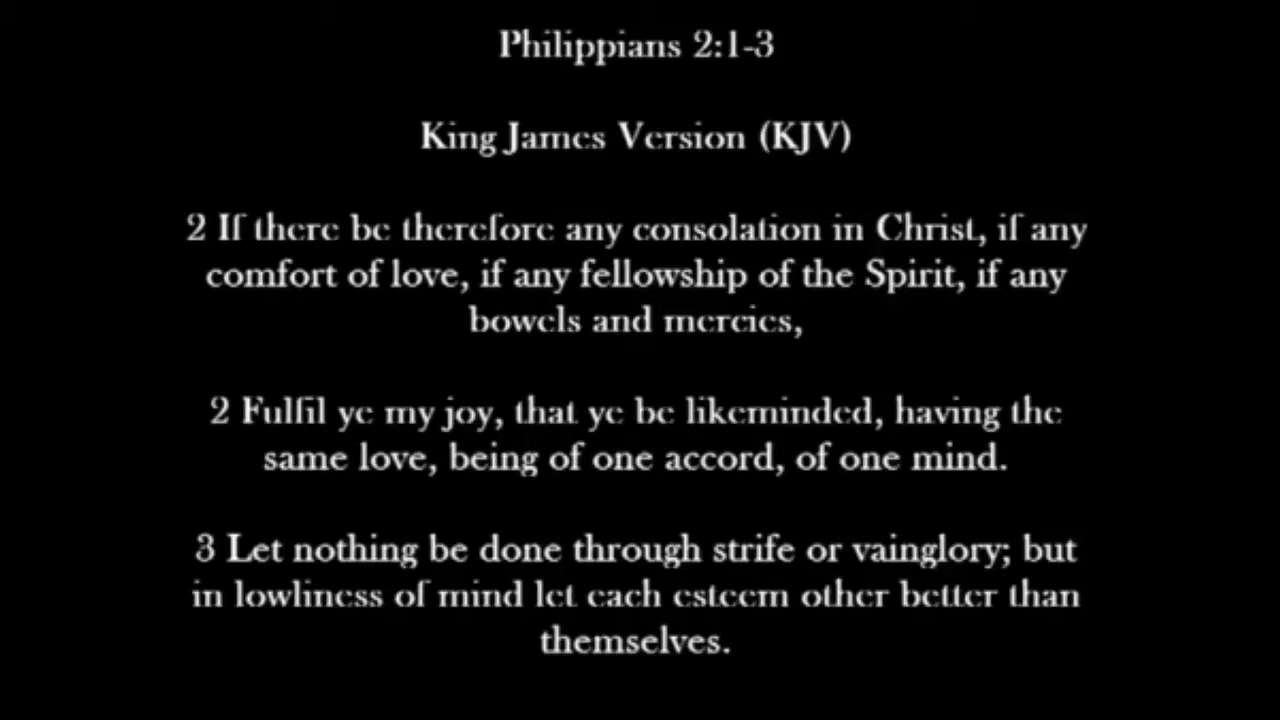 Philippians 2:1-3
King James Version (KJV)
2 If there be therefore any consolation in Christ, if any
comfort of love, if any fellowship of the Spirit, if any
bowels and mercies,
2 Fulfil ye my joy, that ye be likeminded, having the
same love, being of one accord, of one mind.
3 Let nothing be done through strife or vainglory; but
in lowliness of mind let each esteem other better than
themselves.